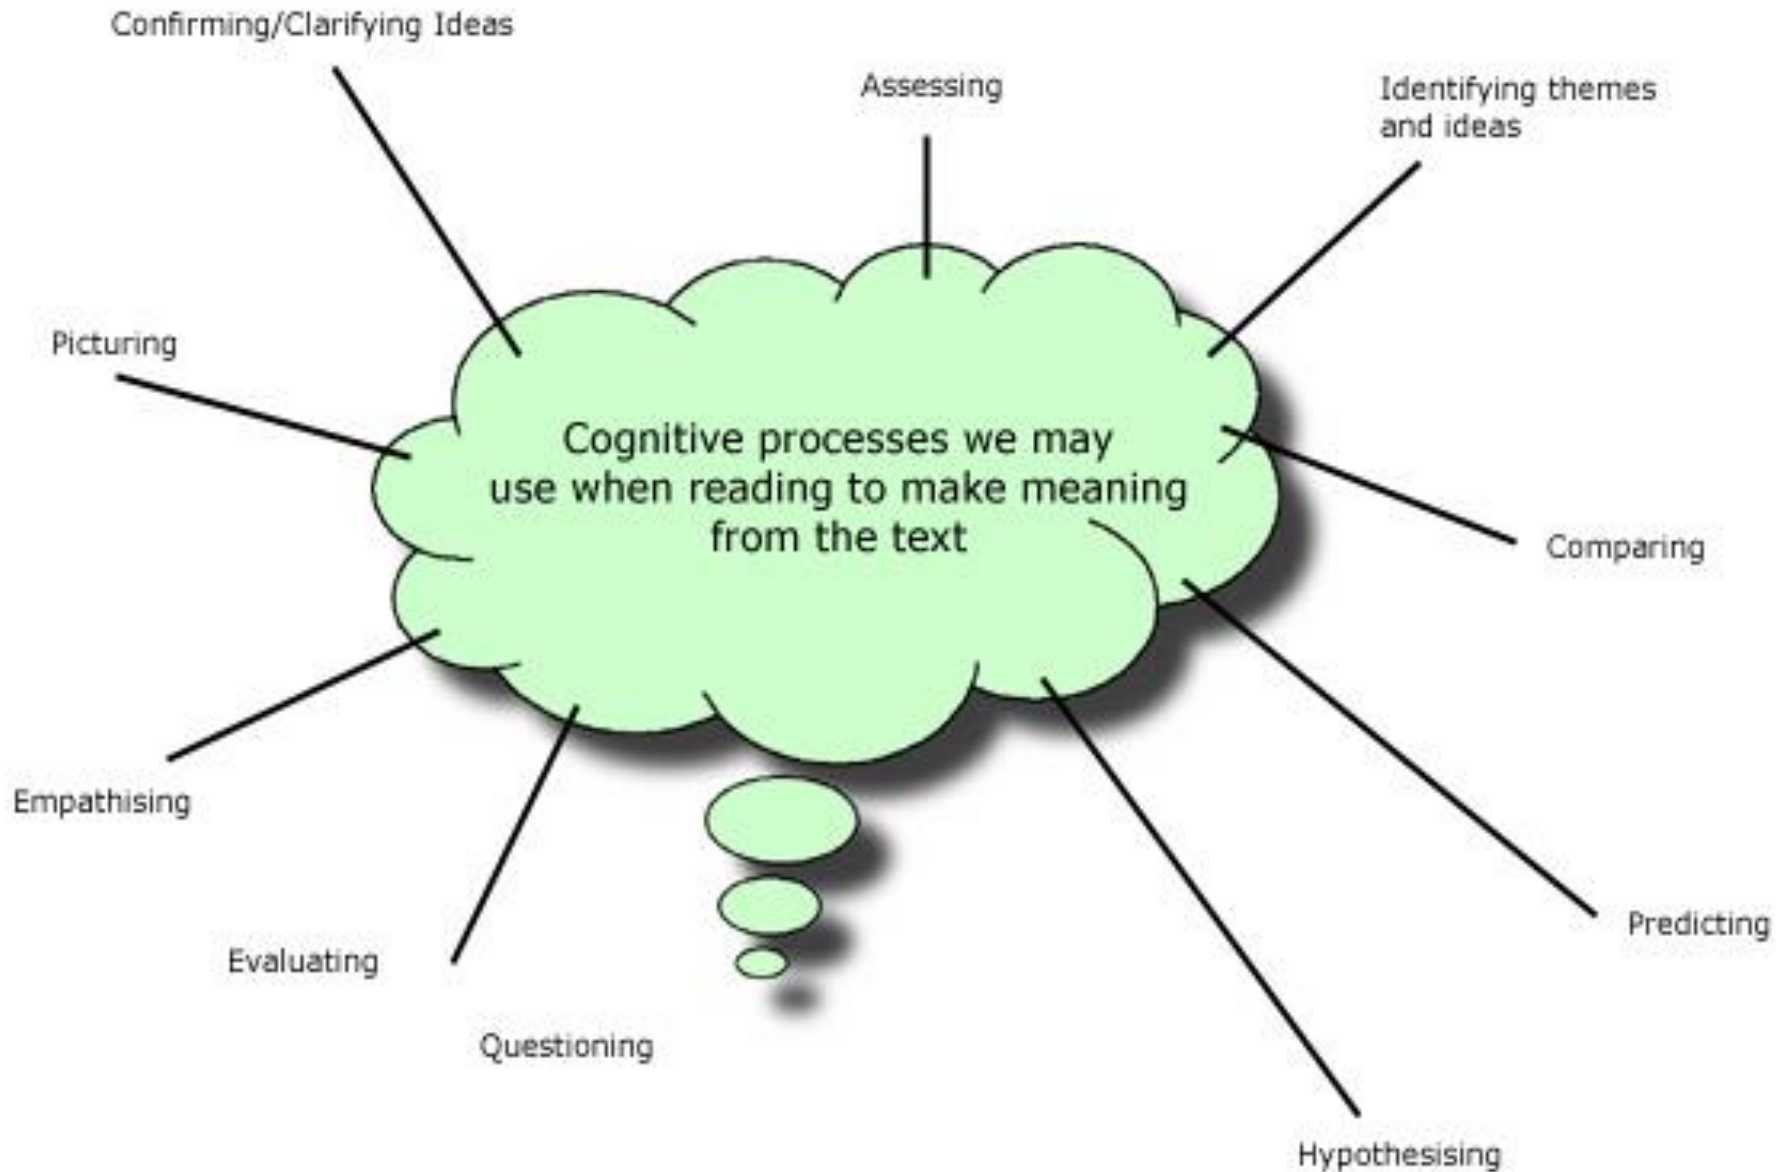 Confirming/Clarifying Ideas
Assessing
Identifying themes
and ideas
Picturing
Cognitive processes we may
use when reading to make meaning
from the text
Comparing
Empathising
Predicting
Evaluating
Questioning
Hypothesising